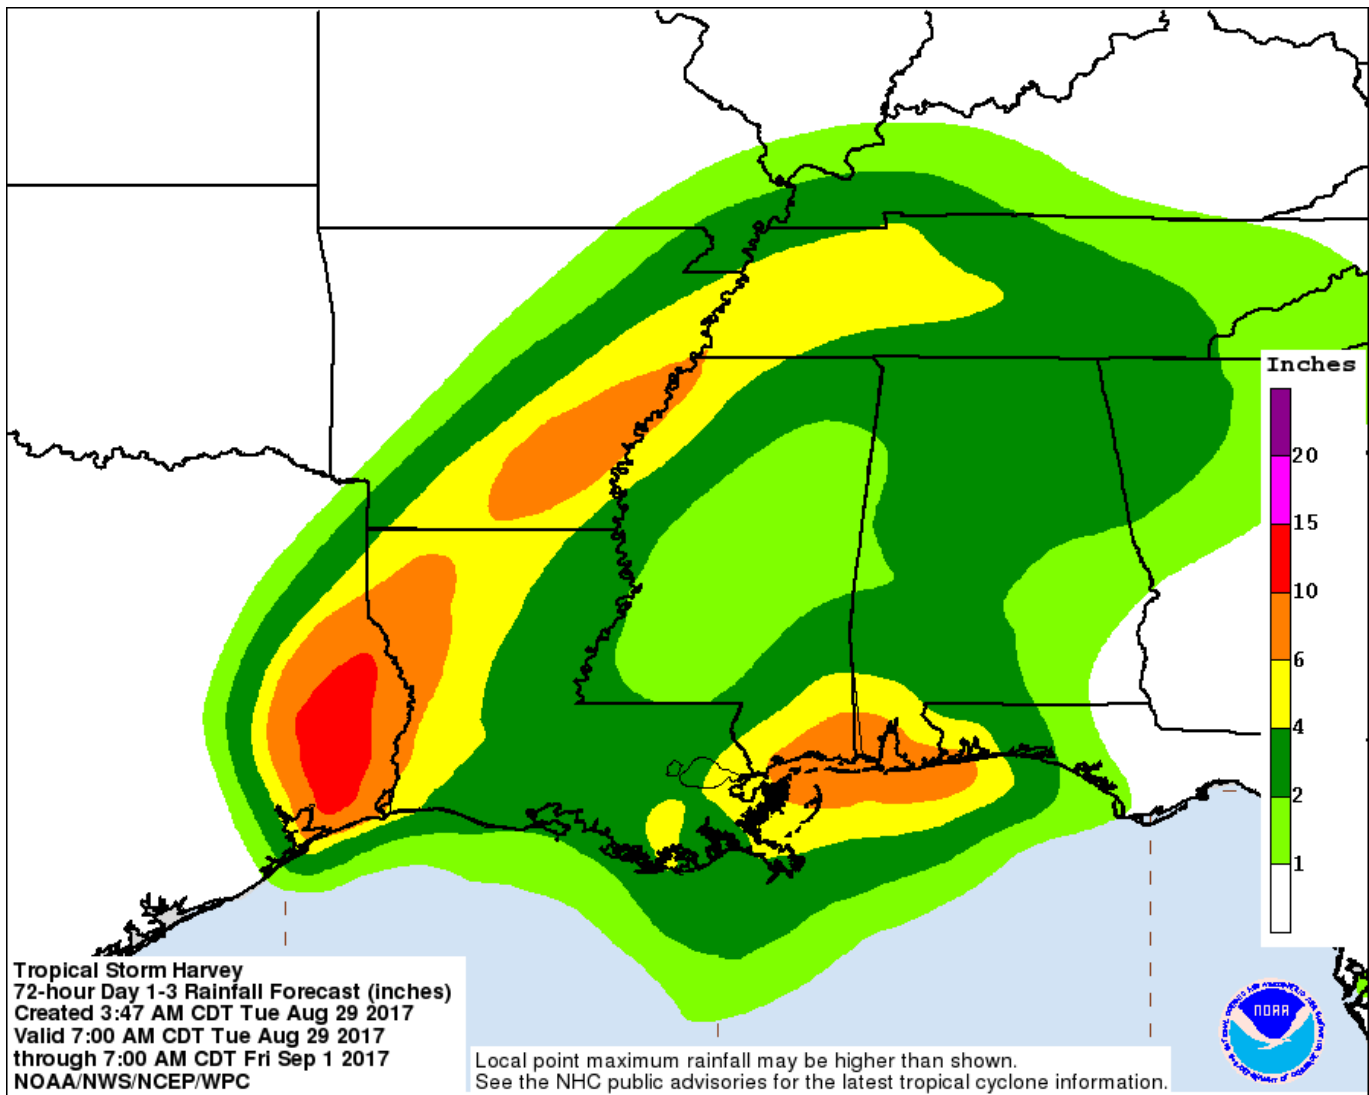 Inches
20
15
10
6
4
2
1
Tropical Storm Harvey
72-hour Day 1-3 Rainfall Forecast (inches)
Created 3:47 AM CDT Tue Aug 29 2017
Valid 7:00 AM CDT Tue Aug 29 2017
through 7:00 AM CDT Fri Sep 1 2017
NOAA/NWS/NCEP/WPC
Local point maximum rainfall may be higher than shown.
See the NHC public advisories for the latest tropical cyclone information.
NOAA